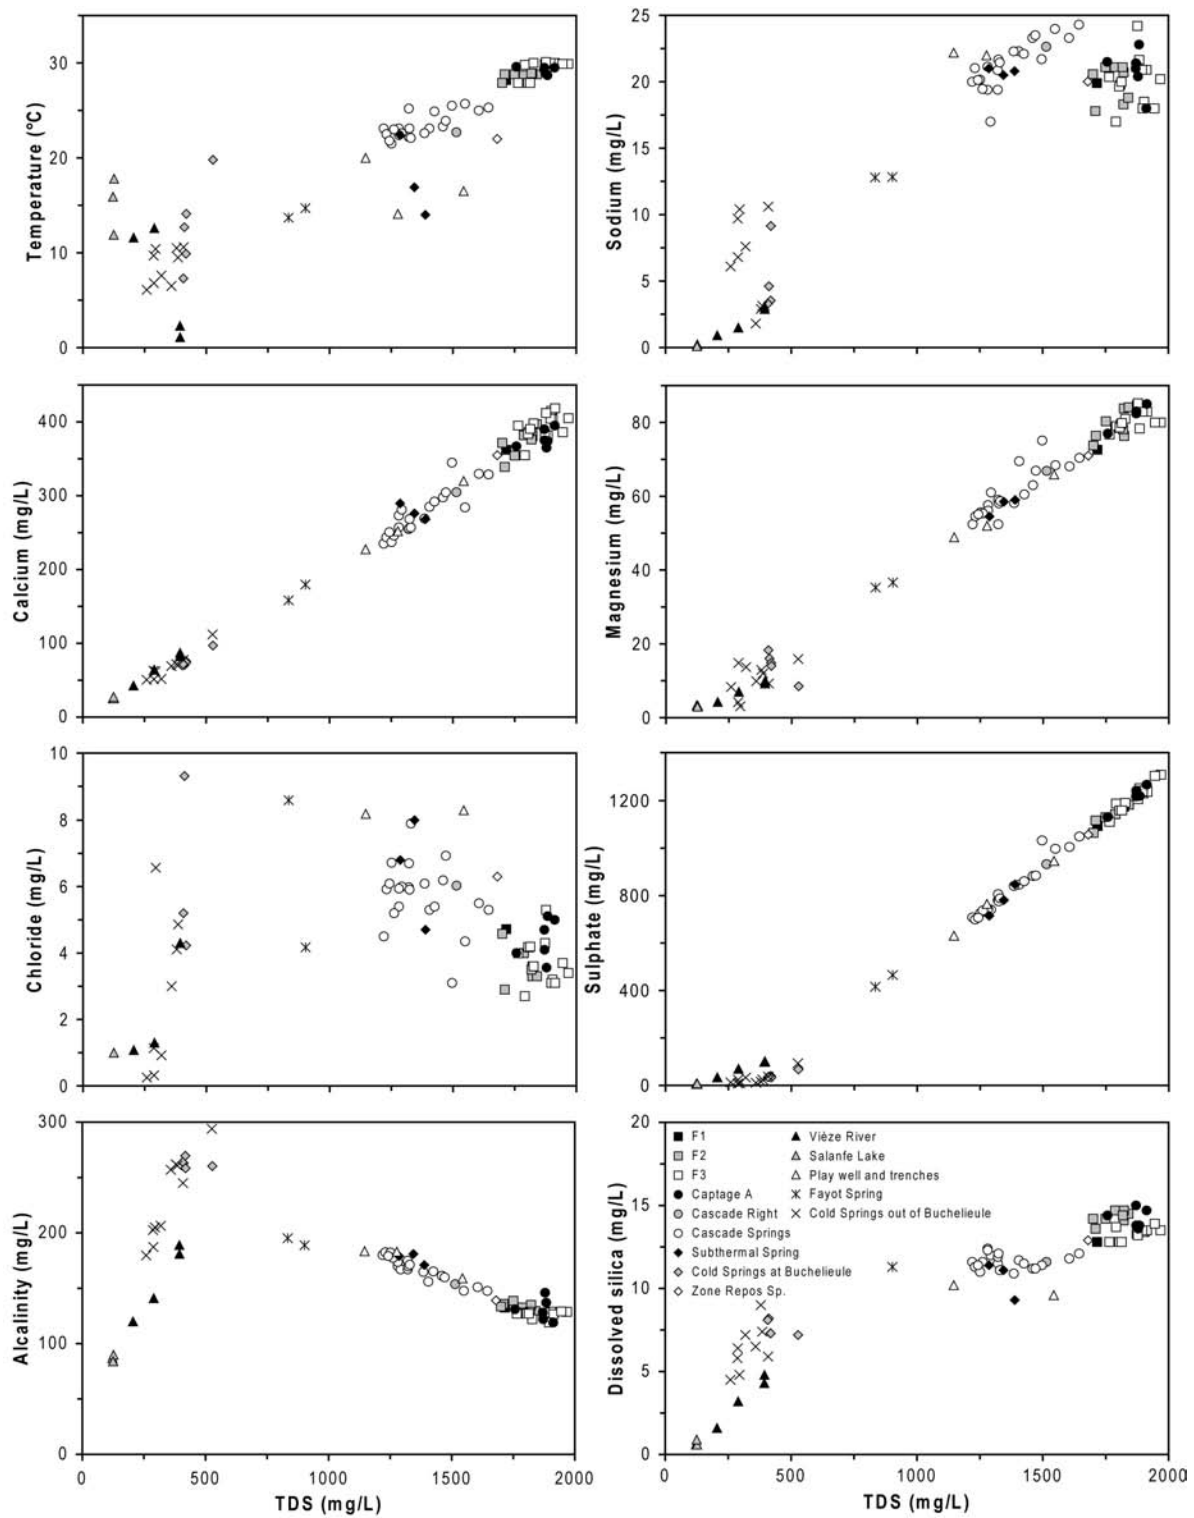 30
20
10
0
Temperature (°C)
25
20
15
10
5
0
Sodium (mg/L)
400
300
200
100
0
Calcium (mg/L)
80
60
40
20
0
Magnesium (mg/L)
10
8
6
4
2
0
Chloride (mg/L)
1200
800
400
0
Sulphate (mg/L)
300
200
100
0
Alcalinity (mg/L)
0 500 1000 1500 2000
TDS (mg/L)
20
15
10
5
0
Dissolved silica (mg/L)
F1
F2
F3
Captage A
Cascade Right
Cascade Springs
Subthermal Spring
Cold Springs at Buchelieule
Zone Repos Sp.
Vièze River
Salanfe Lake
Play well and trenches
Fayot Spring
Cold Springs out of Buchelieule
0 500 1000 1500 2000
TDS (mg/L)